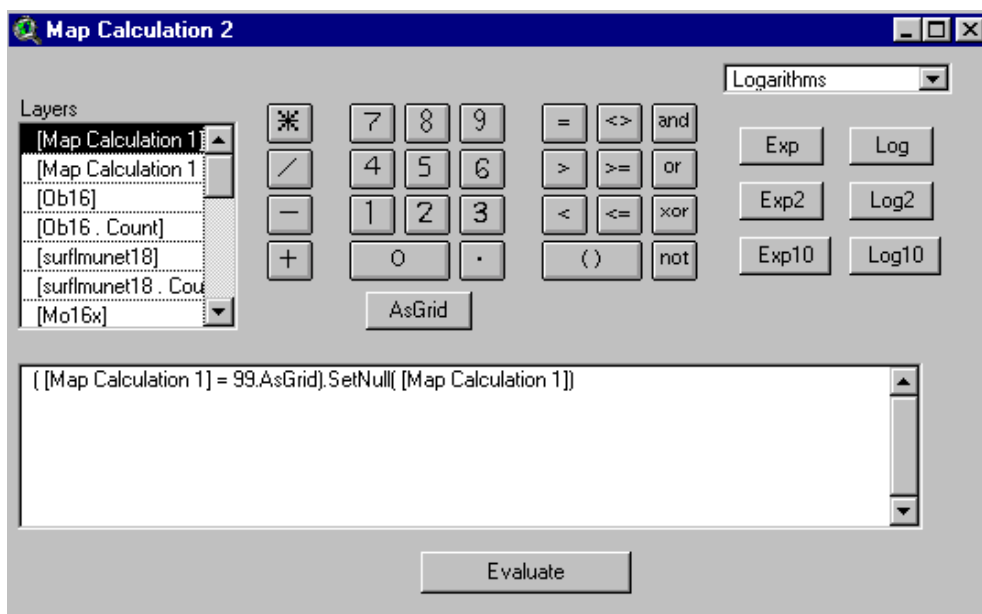 Map Calculation 2
Logarithms
Layers
[Map Calculation 1]
[Map Calculation 1
[Ob16]
[Ob16 . Count]
[surflmunet18]
[surflmunet18 . Cou
[Mo16x]
* 7 8 9 = <> and
/ 4 5 6 > >= or
- 1 2 3 < <= xor
+ 0 . ( ) not
AsGrid
Exp Log
Exp2 Log2
Exp10 Log10
( [Map Calculation 1] = 99.AsGrid).SetNull( [Map Calculation 1])
Evaluate